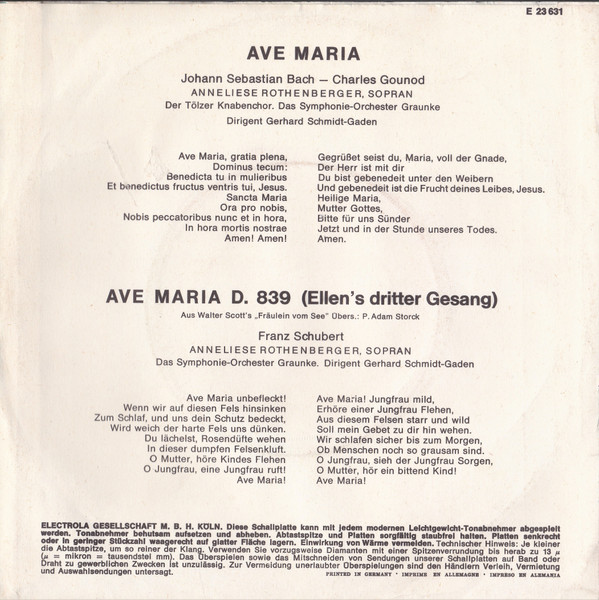 E 23 631
AVE MARIA
Johann Sebastian Bach – Charles Gounod
ANNELIESE ROTHENBERGER, SOPRAN
Der Tölzer Knabenchor. Das Symphonie-Orchester Graunke
Dirigent Gerhard Schmidt-Gaden
Ave Maria, gratia plena,
Dominus tecum:
Benedicta tu in mulieribus
Et benedictus fructus ventris tui, Jesus.
Sancta Maria
Ora pro nobis,
Nobis peccatoribus nunc et in hora,
In hora mortis nostrae
Amen! Amen!
Gegrüßet seist du, Maria, voll der Gnade,
Der Herr ist mit dir
Du bist gebenedeit unter den Weibern
Und gebenedeit ist die Frucht deines Leibes, Jesus.
Heilige Maria,
Mutter Gottes,
Bitte für uns Sünder
Jetzt und in der Stunde unseres Todes.
Amen.
AVE MARIA D. 839 (Ellen's dritter Gesang)
Aus Walter Scott's „Fräulein vom See" Übers.: P. Adam Storck
Franz Schubert
ANNELIESE ROTHENBERGER, SOPRAN
Das Symphonie-Orchester Graunke. Dirigent Gerhard Schmidt-Gaden
Ave Maria unbefleckt!
Wenn wir auf diesen Fels hinsinken
Zum Schlaf, und uns dein Schutz bedeckt,
Wird weich der harte Fels uns dünken.
Du lächelst, Rosendüfte wehen
In dieser dumpfen Felsenkluft.
O Mutter, höre Kindes Flehen
O Jungfrau, eine Jungfrau ruft!
Ave Maria!
Ave Maria! Jungfrau mild,
Erhöre einer Jungfrau Flehen,
Aus diesem Felsen starr und wild
Soll mein Gebet zu dir hin wehen.
Wir schlafen sicher bis zum Morgen,
Ob Menschen noch so grausam sind.
O Jungfrau, sieh der Jungfrau Sorgen,
O Mutter, hör ein bittend Kind!
Ave Maria!
ELECTROLA GESELLSCHAFT M. B. H. KÖLN. Diese Schallplatte kann mit jedem modernen Leichtgewicht-Tonabnehmer abgespielt
werden. Tonabnehmer behutsam aufsetzen und abheben. Abtastspitze und Platten sorgfältig staubfrei halten. Platten senkrecht
oder in geringer Stückzahl waagerecht auf glatter Fläche lagern. Einwirkung von Wärme vermeiden. Technischer Hinweis: Je kleiner
die Abtastspitze, um so reiner der Klang. Verwenden Sie vorzugsweise Diamanten mit einer Spitzenverrundung bis herab zu 13 µ
(µ = mikron = tausendstel mm). Das Überspielen sowie das Mitschneiden von Sendungen unserer Schallplatten auf Band oder
Draht zu gewerblichen Zwecken ist unzulässig. Zur Vermeidung unerlaubter Überspielungen sind den Händlern Verleih, Vermietung
und Auswahlsendungen untersagt.
PRINTED IN GERMANY · IMPRIMÉ EN ALLEMAGNE · IMPRESO EN ALEMANIA